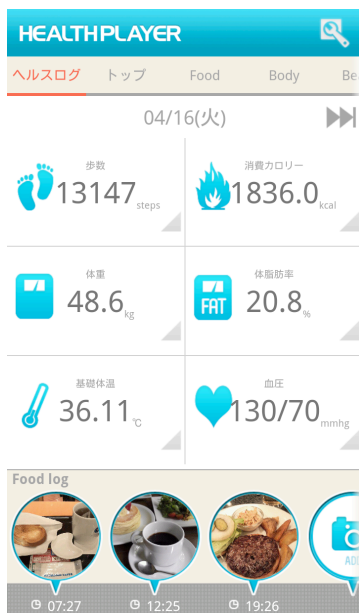 HEALTHPLAYER
ヘルスログ トップ Food Body Be
04/16(火)
歩数 消費カロリー
13147 steps 1836.0 kcal
体重 体脂肪率
48.6 kg FAT 20.8 %
基礎体温 血圧
36.11 ℃ 130/70 mmhg
Food log
ADD
07:27 12:25 19:26